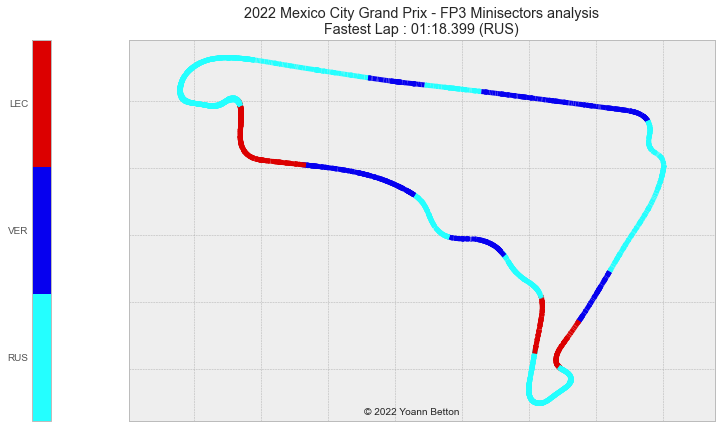 2022 Mexico City Grand Prix - FP3 Minisectors analysis
Fastest Lap : 01:18.399 (RUS)
LEC
VER
RUS
© 2022 Yoann Betton